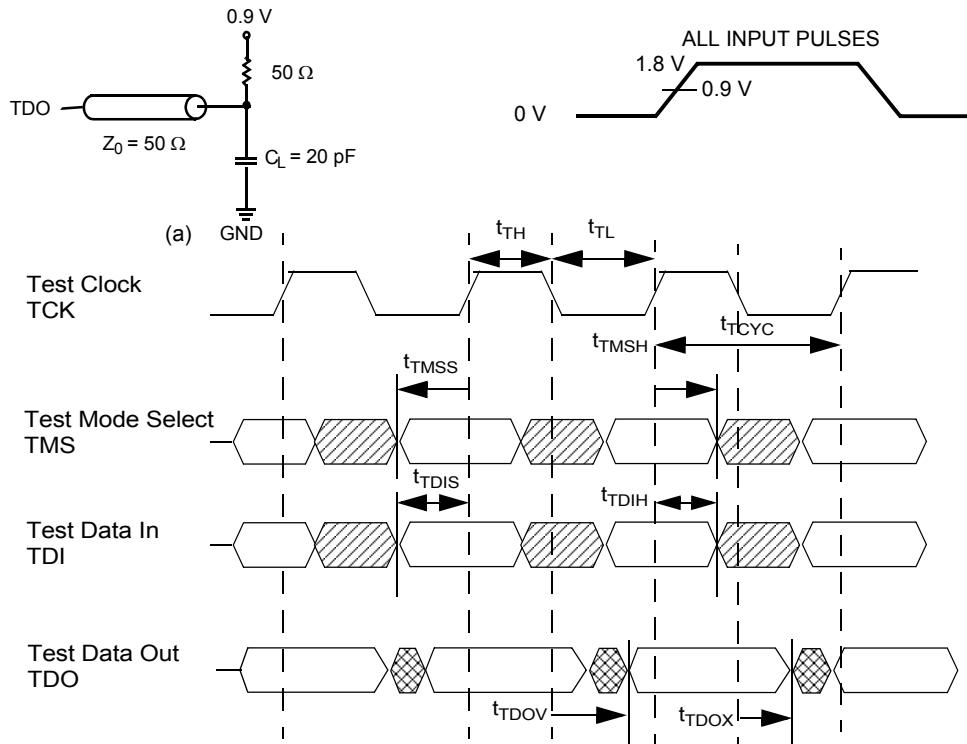 0.9 V
ALL INPUT PULSES
50 Ω
1.8 V
0.9 V
TDO
0 V
Z0 = 50 Ω
CL = 20 pF
(a)
GND
tTH
tTL
Test Clock
TCK
tTCYC
tTMSH
tTMSS
Test Mode Select
TMS
tTDIS
tTDIH
Test Data In
TDI
Test Data Out
TDO
tTDOV
tTDOX